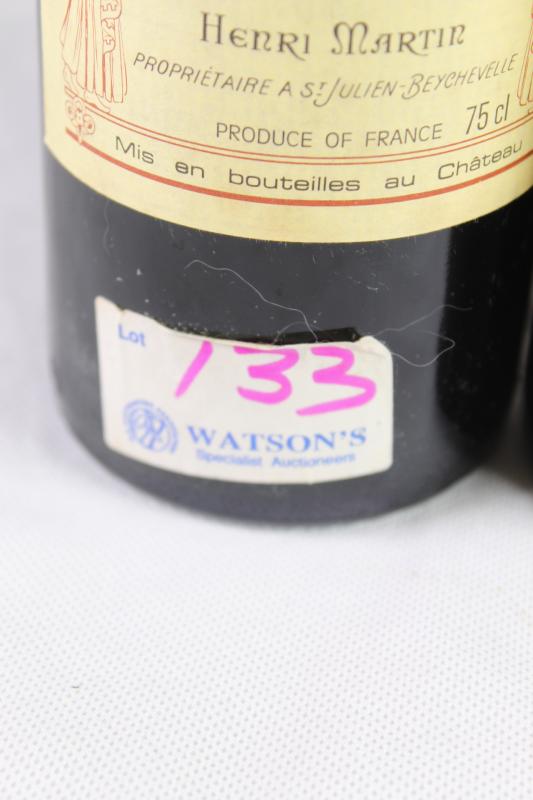 Henri Martin
PROPRIÉTAIRE A ST JULIEN-BEYCHEVELLE
PRODUCE OF FRANCE 75 cl
Mis en bouteilles au Château
Lot 133
WATSON'S
Specialist Auctioneers